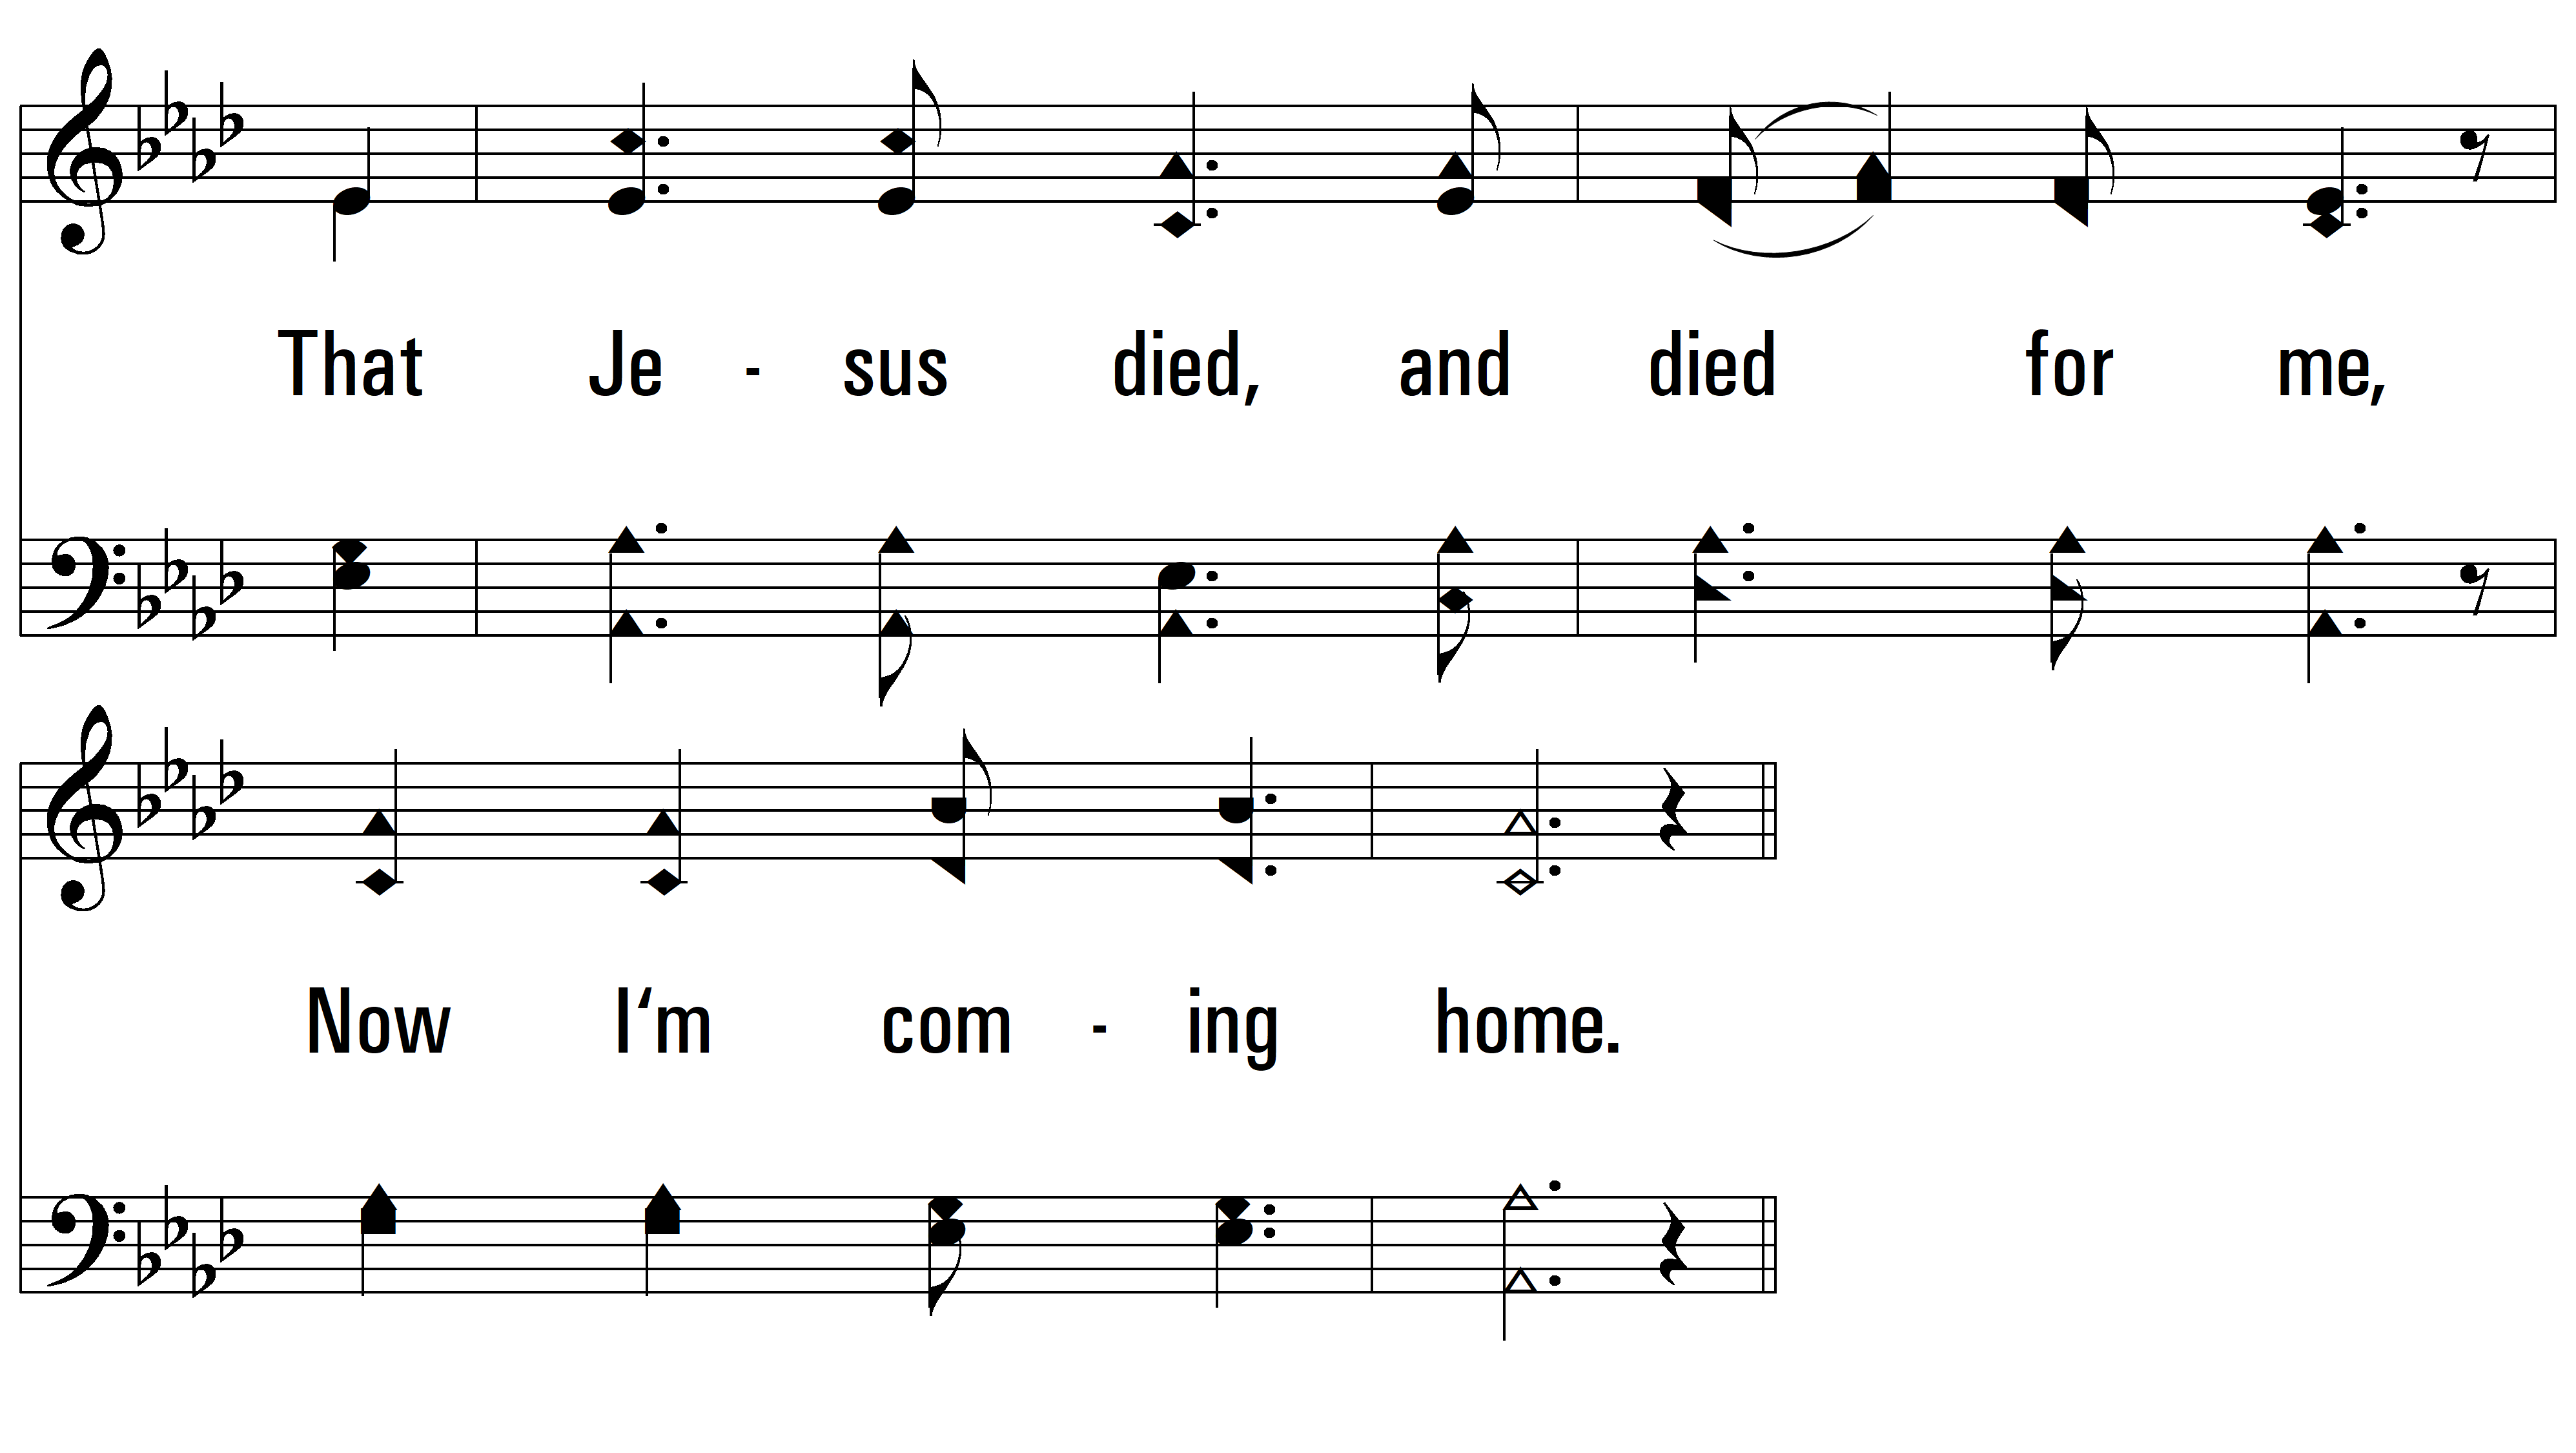 That Je - sus died, and died for me,
Now I‘m com - ing home.